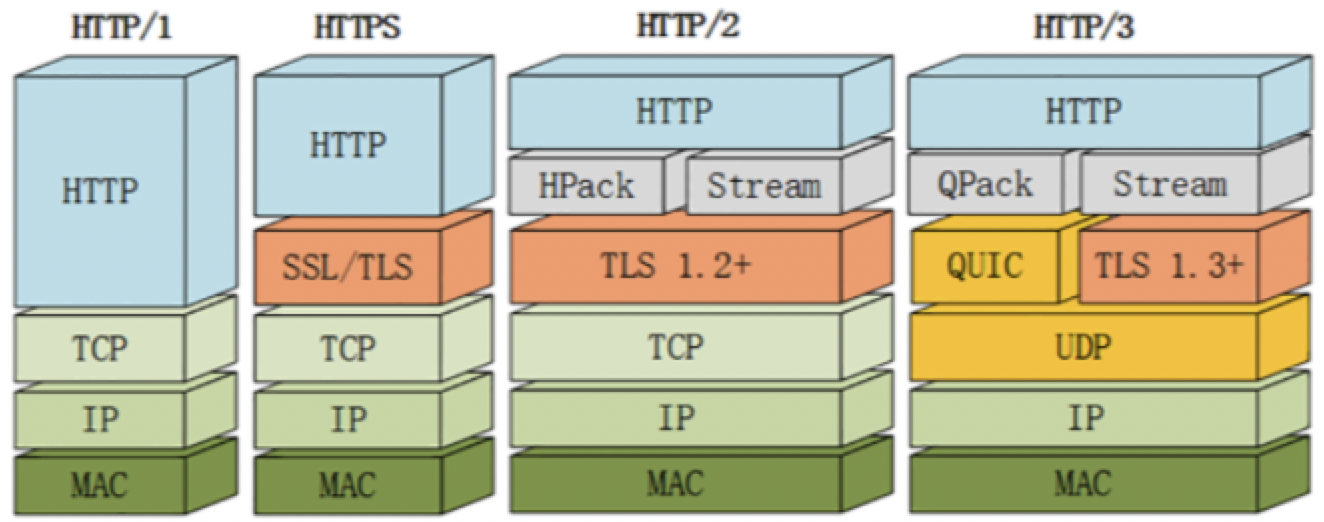 HTTP/1
HTTPS
HTTP/2
HTTP/3
HTTP
HTTP
HTTP
HTTP
HPack
Stream
QPack
Stream
SSL/TLS
TLS 1.2+
QUIC
TLS 1.3+
TCP
TCP
TCP
UDP
IP
IP
IP
IP
MAC
MAC
MAC
MAC